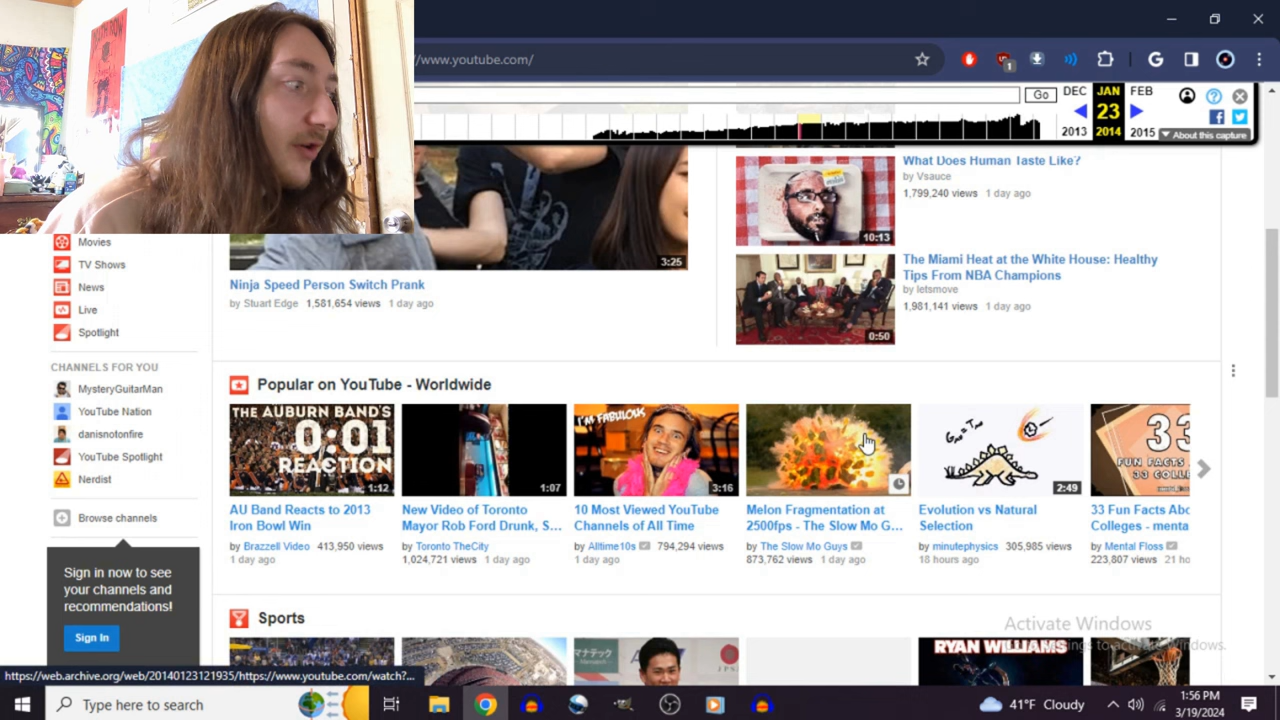 //www.youtube.com/
1
Go
DEC
JAN
FEB
23
2013
2014
2015
About this capture
What Does Human Taste Like?
by Vsauce
1,799,240 views 1 day ago
10:13
The Miami Heat at the White House: Healthy
Tips From NBA Champions
by letsmove
1,981,141 views 1 day ago
0:50
3:25
Ninja Speed Person Switch Prank
by Stuart Edge 1,581,654 views 1 day ago
Movies
TV Shows
News
Live
Spotlight
CHANNELS FOR YOU
MysteryGuitarMan
YouTube Nation
danisnotonfire
YouTube Spotlight
Nerdist
Browse channels
Sign in now to see
your channels and
recommendations!
Sign In
Popular on YouTube - Worldwide
THE AUBURN BAND'S
0:01
REACTION
1:12
AU Band Reacts to 2013
Iron Bowl Win
by Brazzell Video 413,950 views
1 day ago
1:07
New Video of Toronto
Mayor Rob Ford Drunk, S...
by Toronto TheCity
1,024,721 views 1 day ago
I'M FABULOUS
3:16
10 Most Viewed YouTube
Channels of All Time
by Alltime10s 794,294 views
1 day ago
Melon Fragmentation at
2500fps - The Slow Mo G...
by The Slow Mo Guys
873,762 views 1 day ago
2:49
Evolution vs Natural
Selection
by minutephysics 305,985 views
18 hours ago
33
FUN FACTS
33 COLLE
33 Fun Facts Abo
Colleges - menta
by Mental Floss
223,807 views 21 ho
Sports
RYAN WILLIAMS
Activate Windows
ngs to activate Windows.
https://web.archive.org/web/20140123121935/https://www.youtube.com/watch?...
Type here to search
41°F Cloudy
1:56 PM
3/19/2024